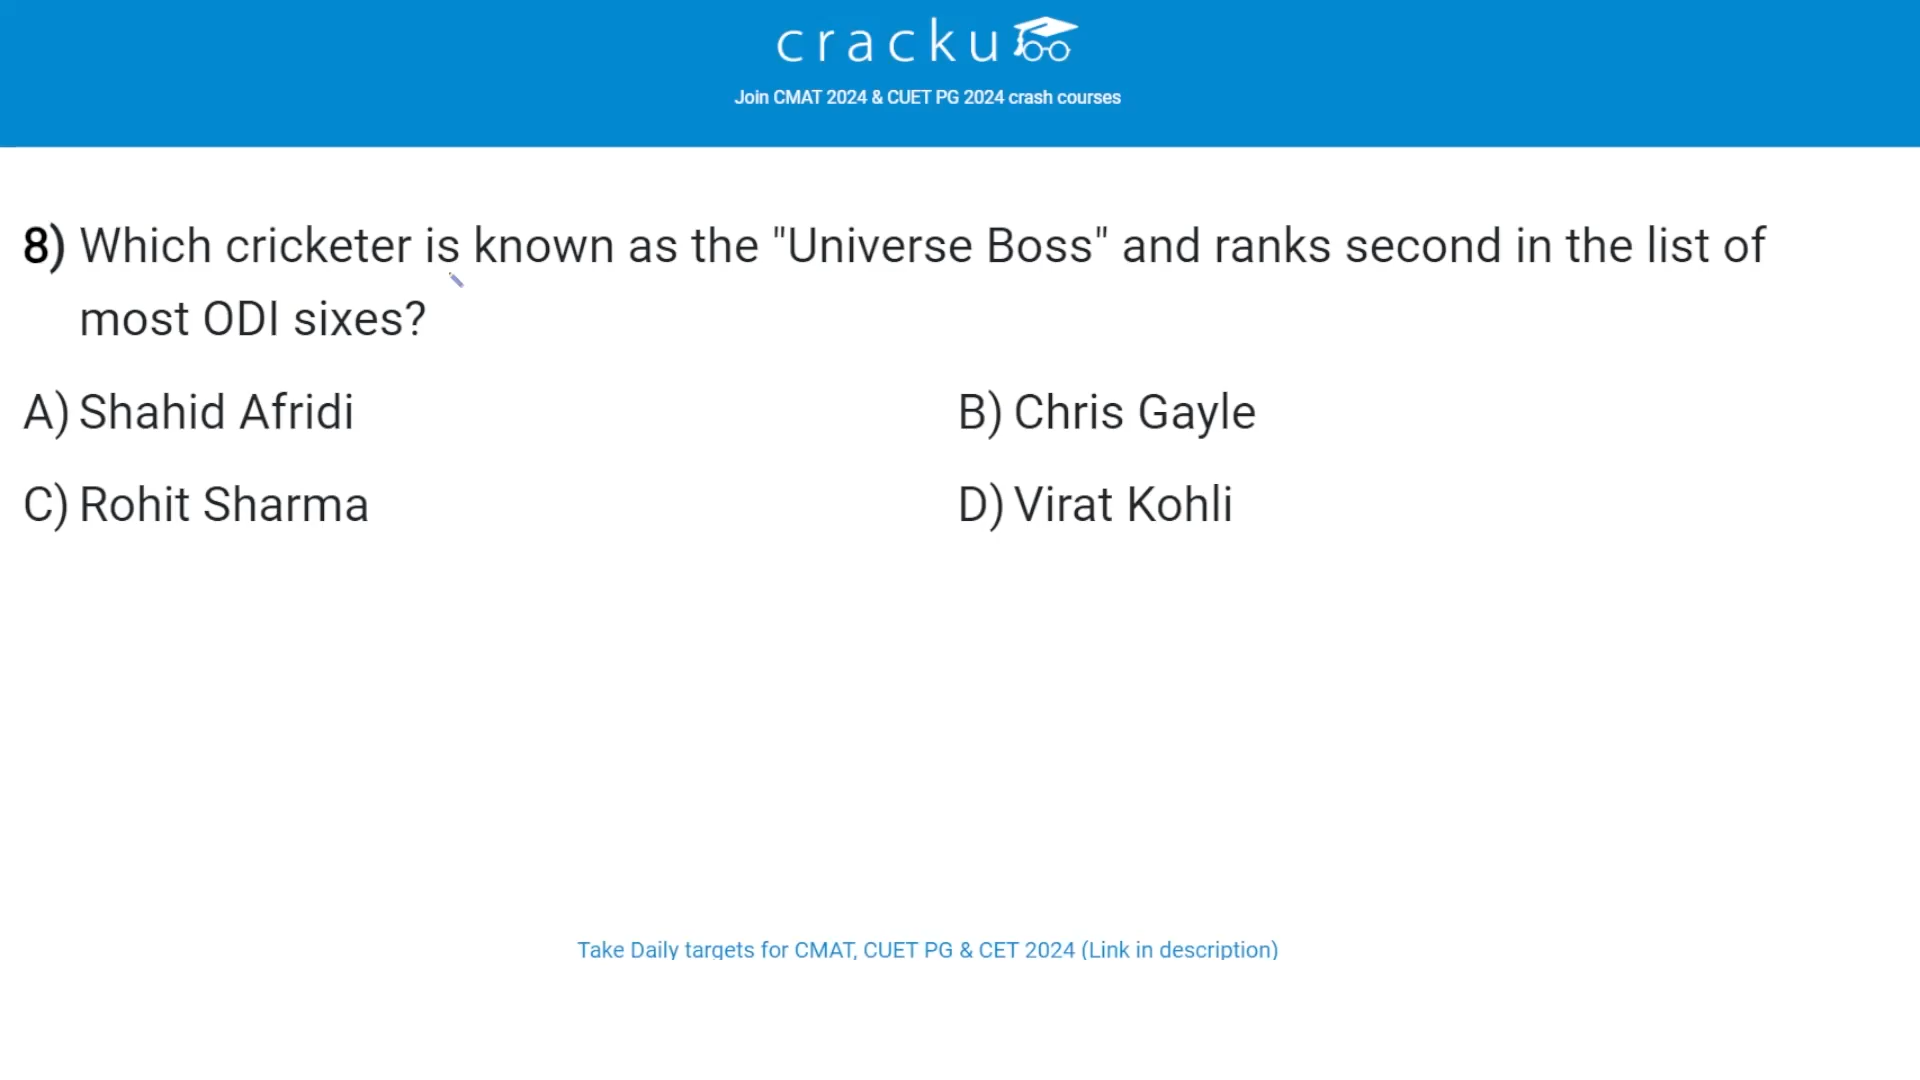 cracku
Join CMAT 2024 & CUET PG 2024 crash courses
8) Which cricketer is known as the "Universe Boss" and ranks second in the list of
most ODI sixes?
A) Shahid Afridi
B) Chris Gayle
C) Rohit Sharma
D) Virat Kohli
Take Daily targets for CMAT, CUET PG & CET 2024 (Link in description)